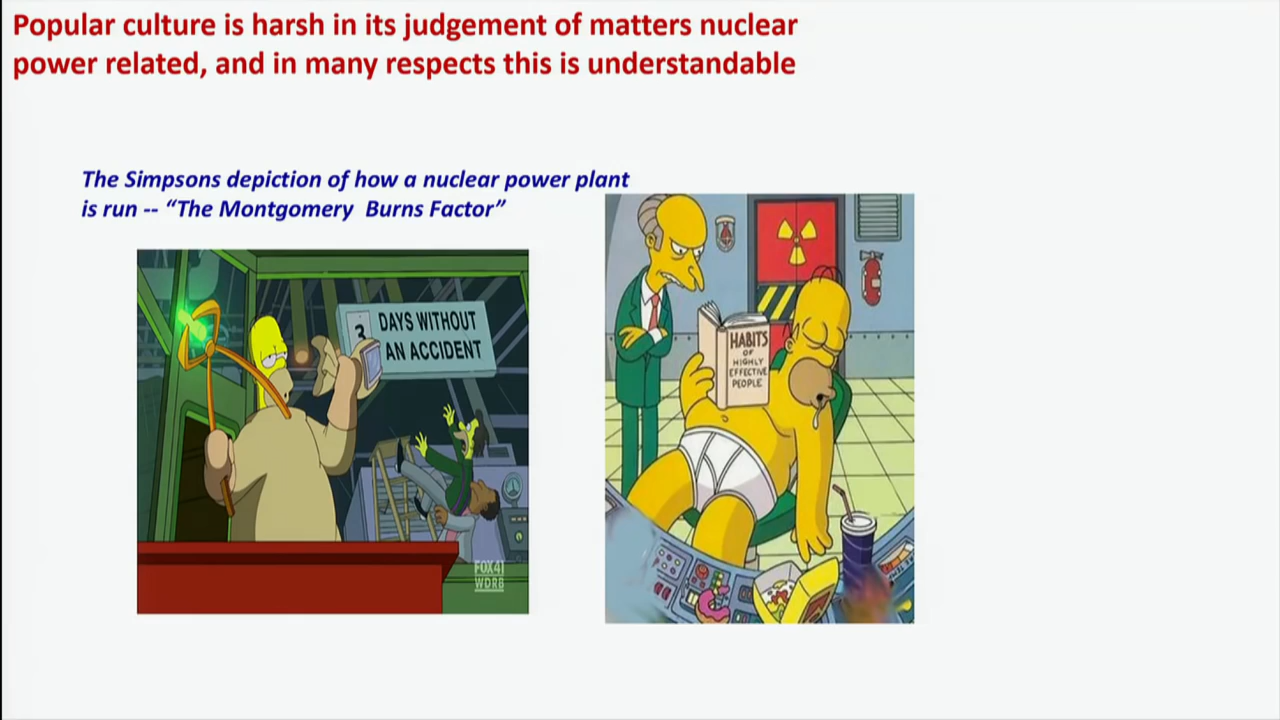 Popular culture is harsh in its judgement of matters nuclear
power related, and in many respects this is understandable
The Simpsons depiction of how a nuclear power plant
is run -- “The Montgomery Burns Factor”
3 DAYS WITHOUT
AN ACCIDENT
FOX41
WDRB
HABITS
OF
HIGHLY
EFFECTIVE
PEOPLE